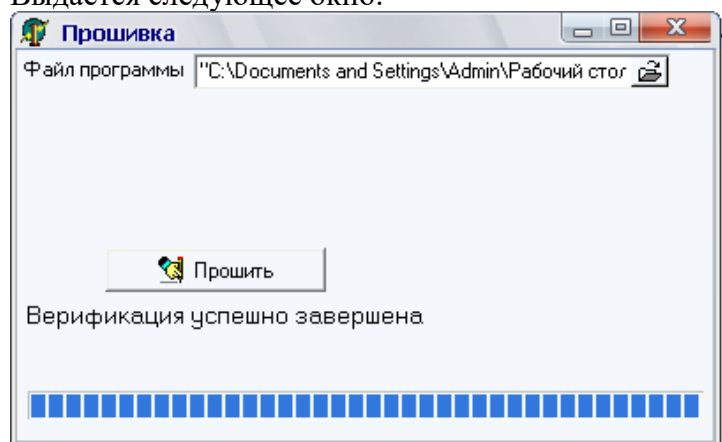 Выдается следующее окно:
Прошивка
Файл программы "C:\Documents and Settings\Admin\Рабочий стол
Прошить
Верификация успешно завершена